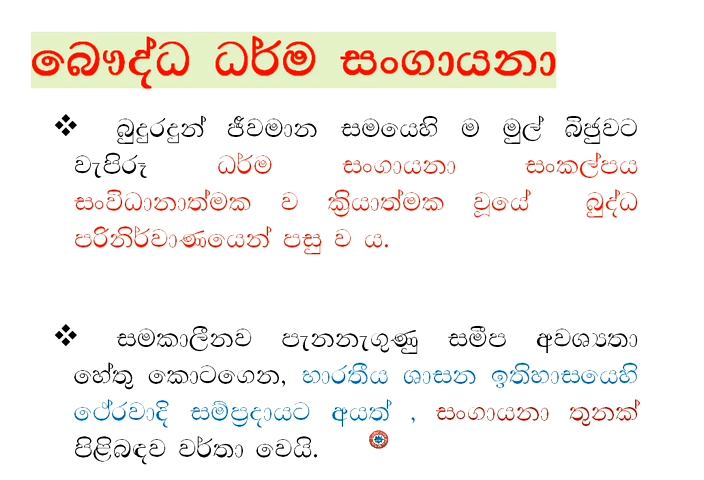 බෞද්ධ ධර්ම සංගායනා
❖ බුදුරදුන් ජීවමාන සමයෙහි ම මුල් බිජුවට
වැපිරූ ධර්ම සංගායනා සංකල්පය
සංවිධානාත්මක ව ක්‍රියාත්මක වූයේ බුද්ධ
පරිනිර්වාණයෙන් පසු ව ය.
❖ සමකාලීනව පැනනැගුණු සමීප අවශ්‍යතා
හේතු කොටගෙන, භාරතීය ශාසන ඉතිහාසයෙහි
ථේරවාදි සම්ප්‍රදායට අයත් , සංගායනා තුනක්
පිළිබඳව වර්තා වෙයි.